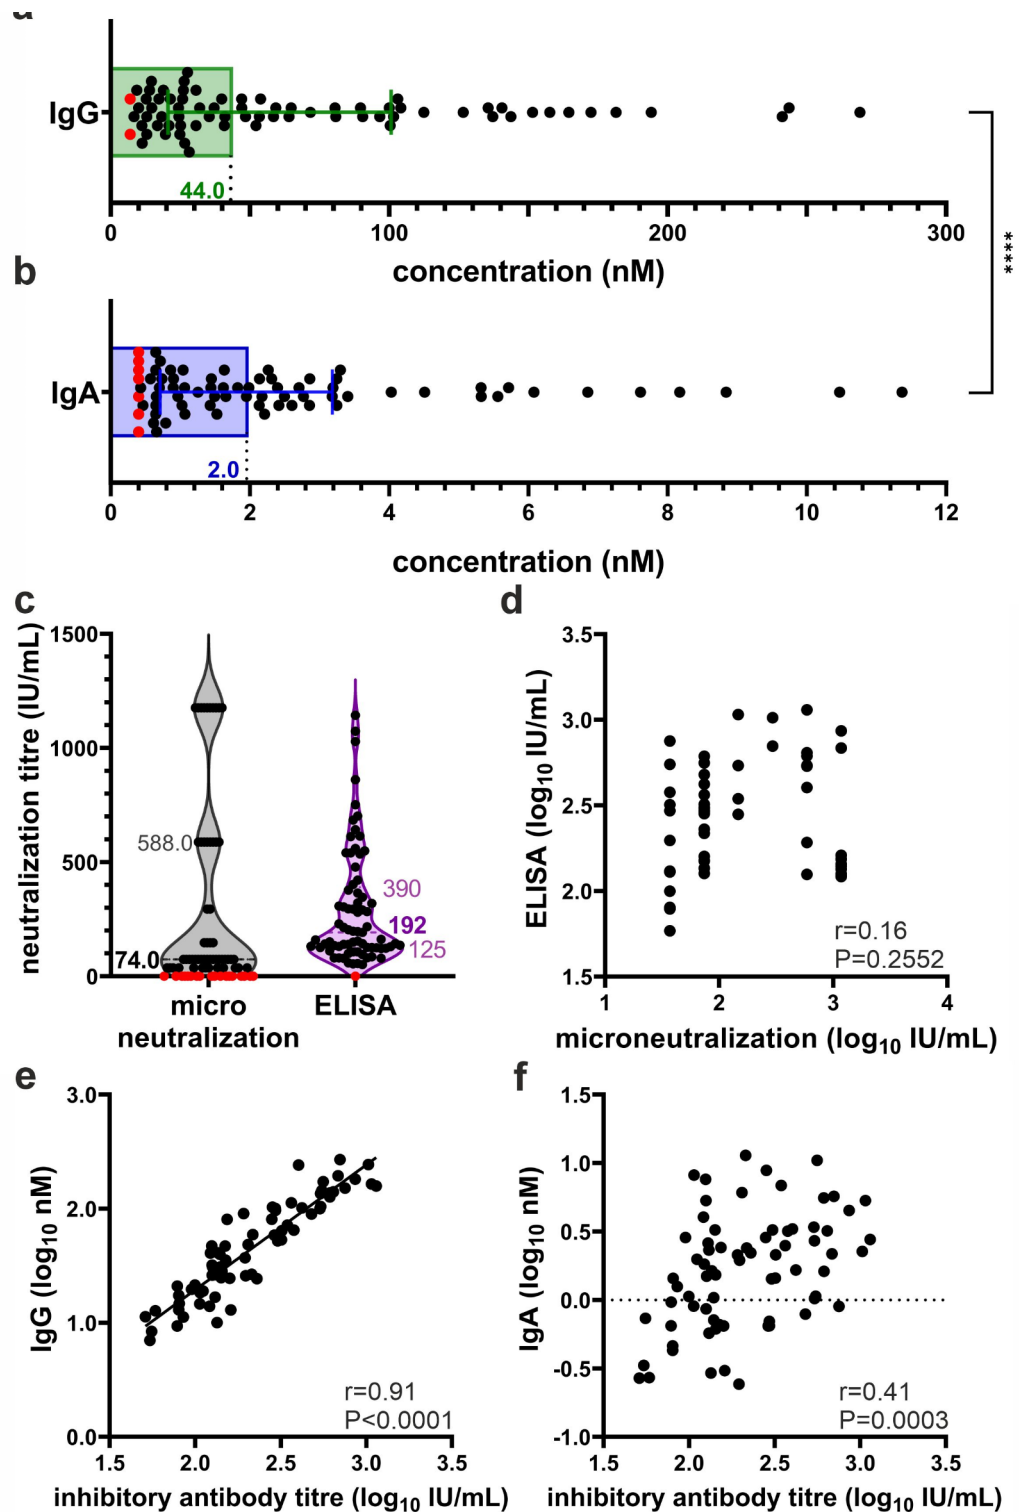 a
IgG
44.0
0 100 200 300
concentration (nM)
****
b
IgA
2.0
0 2 4 6 8 10 12
concentration (nM)
c
neutralization titre (IU/mL)
1500
1000
500
0
588.0
74.0
390
192
125
micro
neutralization
ELISA
d
ELISA (log10 IU/mL)
3.5
3.0
2.5
2.0
1.5
r=0.16
P=0.2552
1 2 3 4
microneutralization (log10 IU/mL)
e
IgG (log10 nM)
3.0
2.0
1.0
0.0
r=0.91
P<0.0001
1.5 2.0 2.5 3.0 3.5
inhibitory antibody titre (log10 IU/mL)
f
IgA (log10 nM)
1.5
1.0
0.5
0.0
-0.5
-1.0
r=0.41
P=0.0003
1.5 2.0 2.5 3.0 3.5
inhibitory antibody titre (log10 IU/mL)